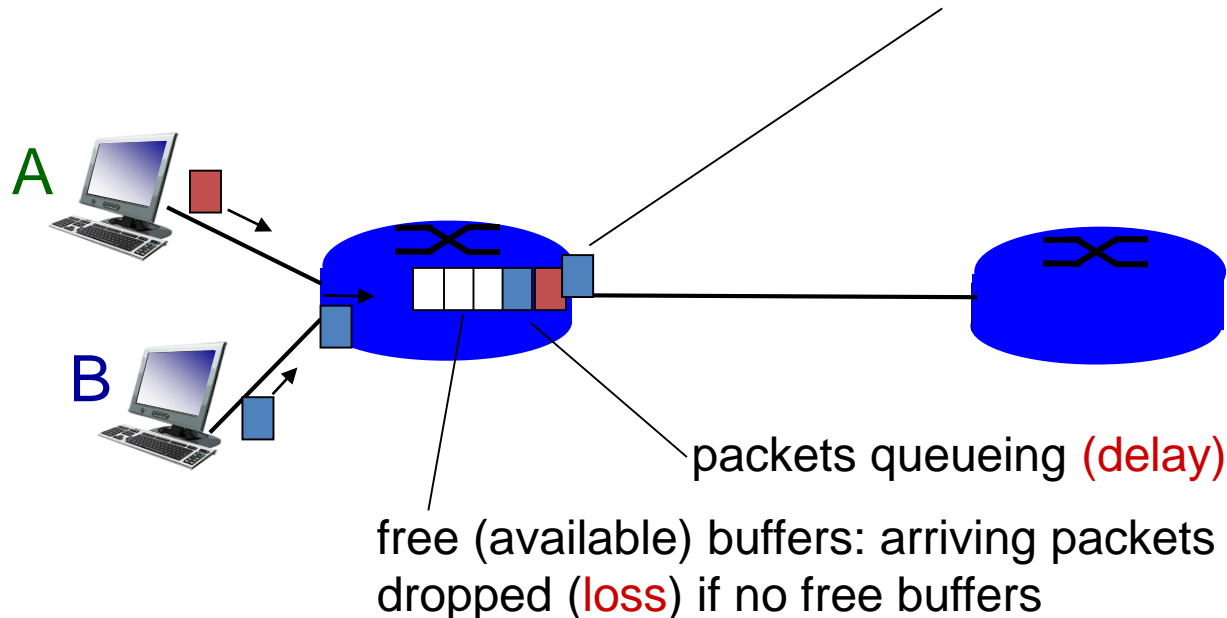 A
B
packets queueing (delay)
free (available) buffers: arriving packets
dropped (loss) if no free buffers